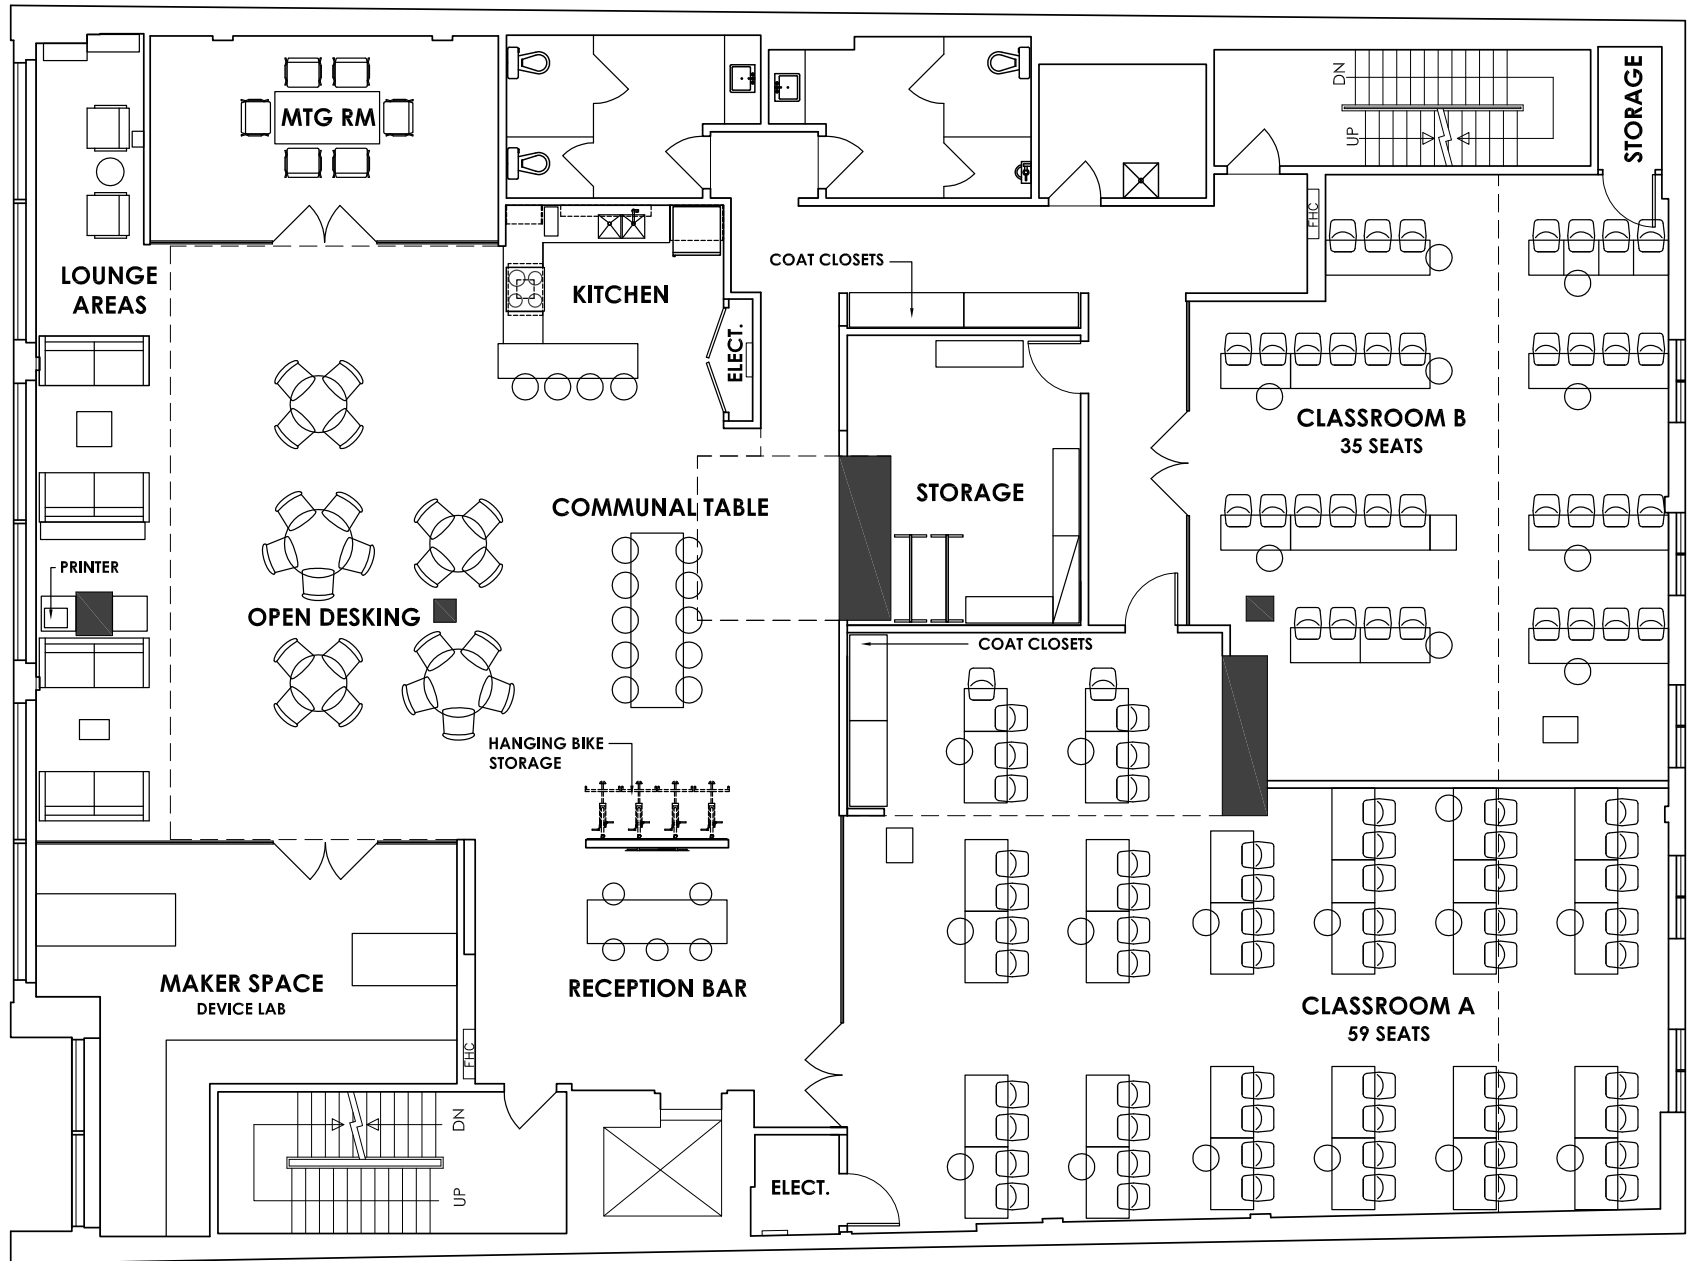 DN
UP
STORAGE
MTG RM
FHC
LOUNGE
AREAS
COAT CLOSETS
KITCHEN
ELECT.
CLASSROOM B
35 SEATS
STORAGE
COMMUNAL TABLE
PRINTER
OPEN DESKING
COAT CLOSETS
HANGING BIKE
STORAGE
MAKER SPACE
DEVICE LAB
RECEPTION BAR
CLASSROOM A
59 SEATS
FHC
DN
UP
ELECT.